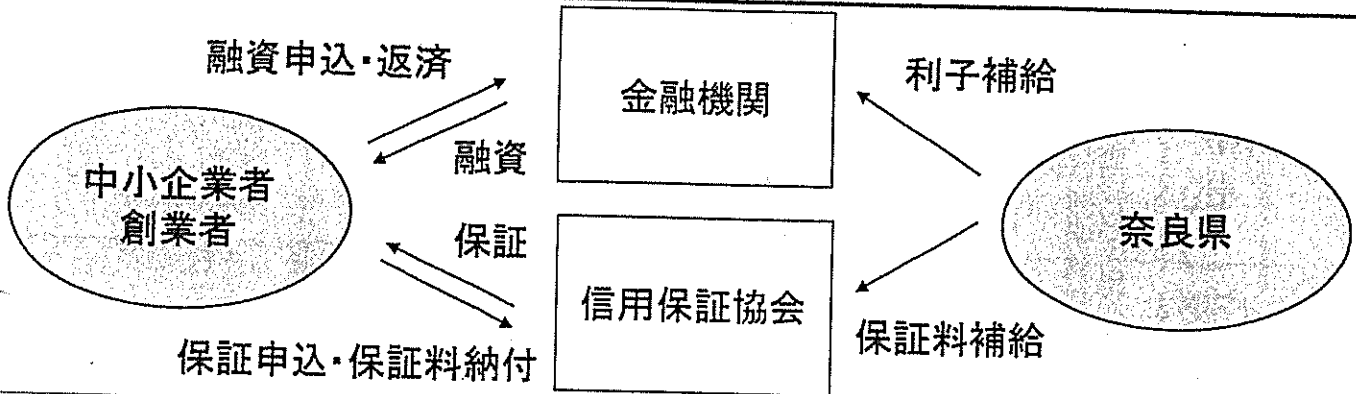 融資申込・返済
金融機関
利子補給
融資
中小企業者
創業者
保証
奈良県
信用保証協会
保証料補給
保証申込・保証料納付